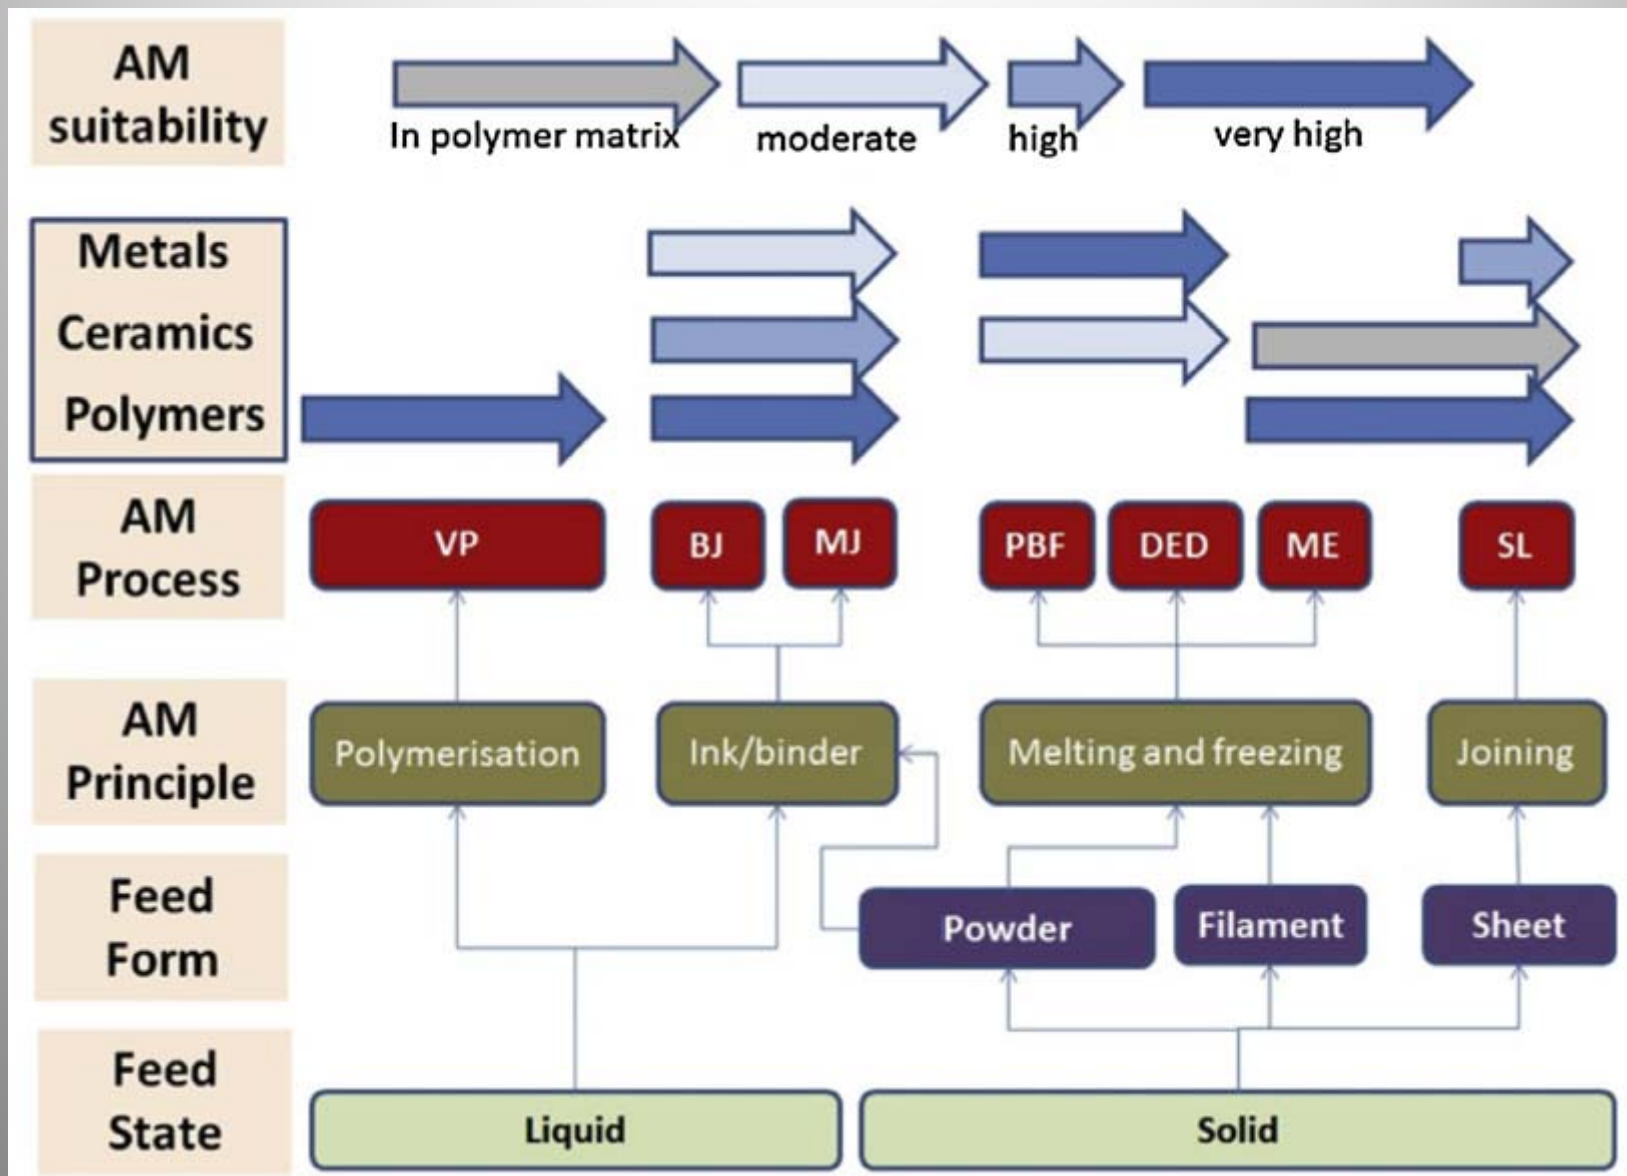 AM
suitability
In polymer matrix
moderate
high
very high
Metals
Ceramics
Polymers
AM
Process
VP
BJ
MJ
PBF
DED
ME
SL
AM
Principle
Polymerisation
Ink/binder
Melting and freezing
Joining
Feed
Form
Powder
Filament
Sheet
Feed
State
Liquid
Solid